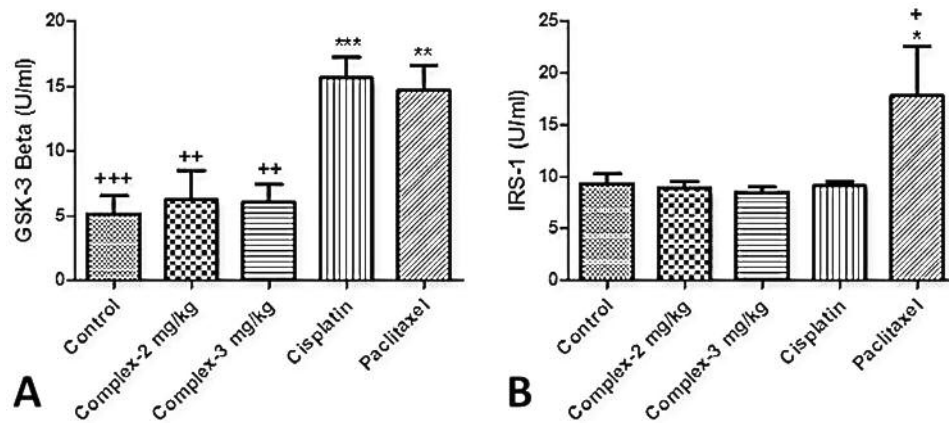 GSK-3 Beta (U/ml)
20
15
10
5
0
+++
++
++
***
**
Control
Complex-2 mg/kg
Complex-3 mg/kg
Cisplatin
Paclitaxel
A
IRS-1 (U/ml)
25
20
15
10
5
0
+
*
Control
Complex-2 mg/kg
Complex-3 mg/kg
Cisplatin
Paclitaxel
B